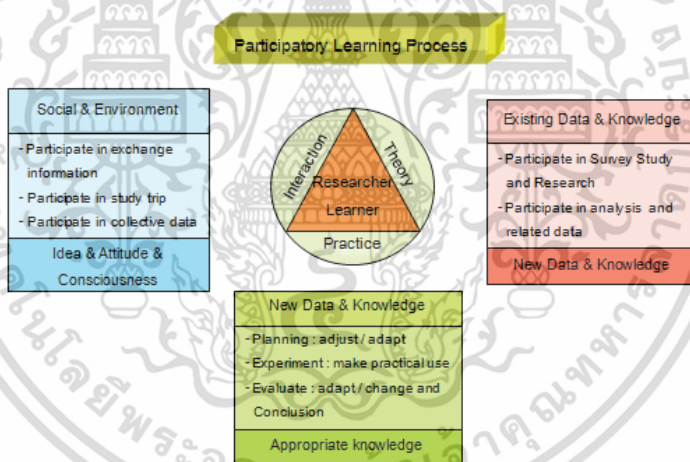 Participatory Learning Process
Social & Environment
- Participate in exchange
information
- Participate in study trip
- Participate in collective data
Idea & Attitude &
Consciousness
Interaction
Theory
Researcher
Learner
Practice
Existing Data & Knowledge
- Participate in Survey Study
and Research
- Participate in analysis and
related data
New Data & Knowledge
New Data & Knowledge
- Planning : adjust / adapt
- Experiment : make practical use
- Evaluate : adapt / change and
Conclusion
Appropriate knowledge